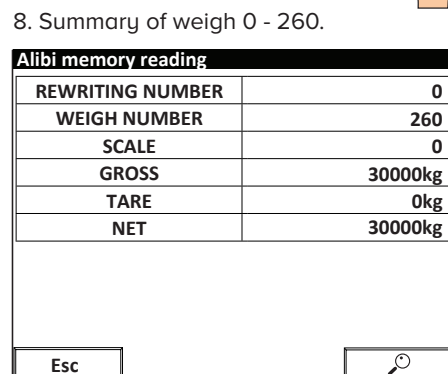 8. Summary of weigh 0 - 260.
Alibi memory reading
REWRITING NUMBER 0
WEIGH NUMBER 260
SCALE 0
GROSS 30000kg
TARE 0kg
NET 30000kg
Esc